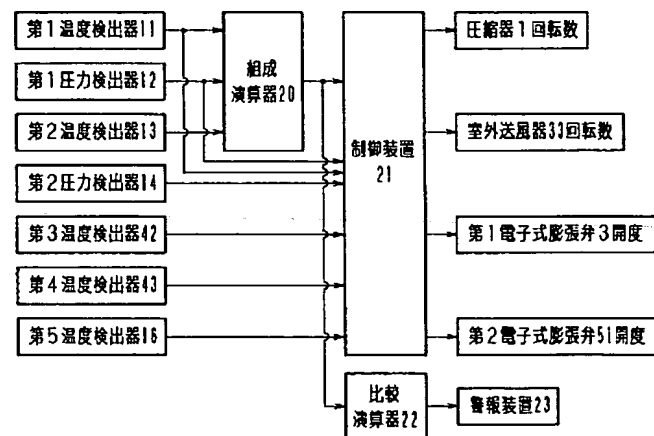 第1温度検出器11
第1圧力検出器12
第2温度検出器13
第2圧力検出器14
第3温度検出器42
第4温度検出器43
第5温度検出器16
組成
演算器20
制御装置
21
比較
演算器22
圧縮器1回転数
室外送風器33回転数
第1電子式膨張弁3開度
第2電子式膨張弁51開度
警報装置23